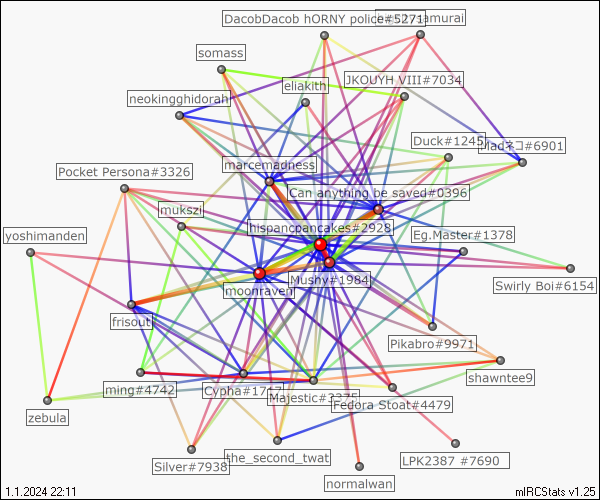 DacobDacob hORNY police#5271
samurai
somass
eliakith
JKOUYH VIII#7034
neokingghidorah
Duck#1245
Madネコ#6901
marcemadness
Pocket Persona#3326
Can anything be saved#0396
mukszi
hispancpancakes#2928
yoshimanden
Eg.Master#1378
Mushy#1984
moonraven
Swirly Boi#6154
frisout
Pikabro#9971
shawntee9
ming#4742
Cypha#1717
Majestic#3375
Fedora Stoat#4479
zebula
the_second_twat
Silver#7938
LPK2387 #7690
normalwan
1.1.2024 22:11
mIRCStats v1.25